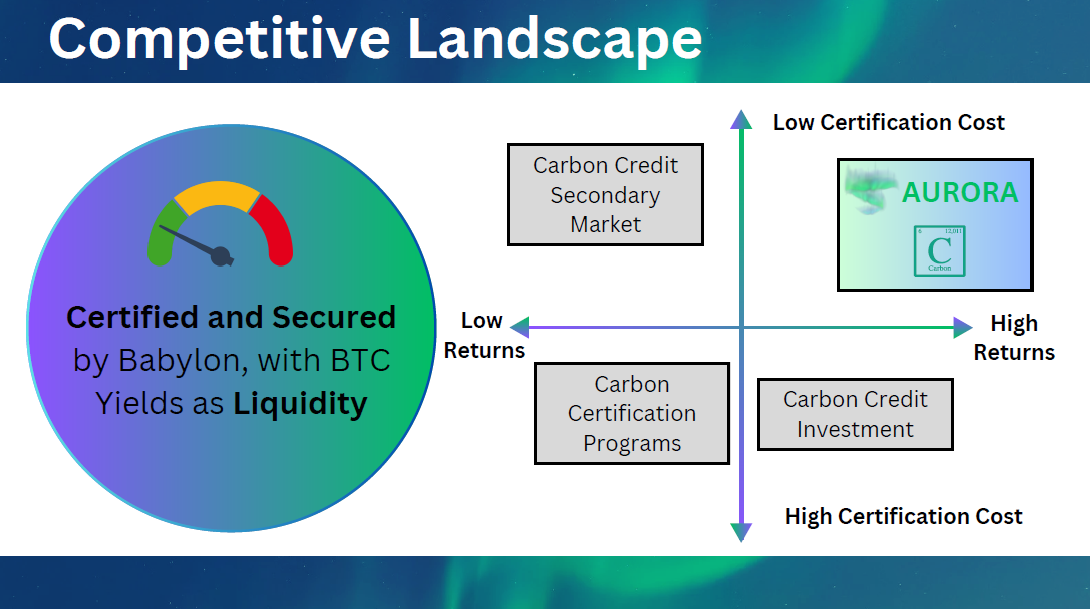 Competitive Landscape
Certified and Secured
by Babylon, with BTC
Yields as Liquidity
Low Certification Cost
Carbon Credit
Secondary
Market
AURORA
6 12,011
C
Carbon
Low
Returns
High
Returns
Carbon
Certification
Programs
Carbon Credit
Investment
High Certification Cost